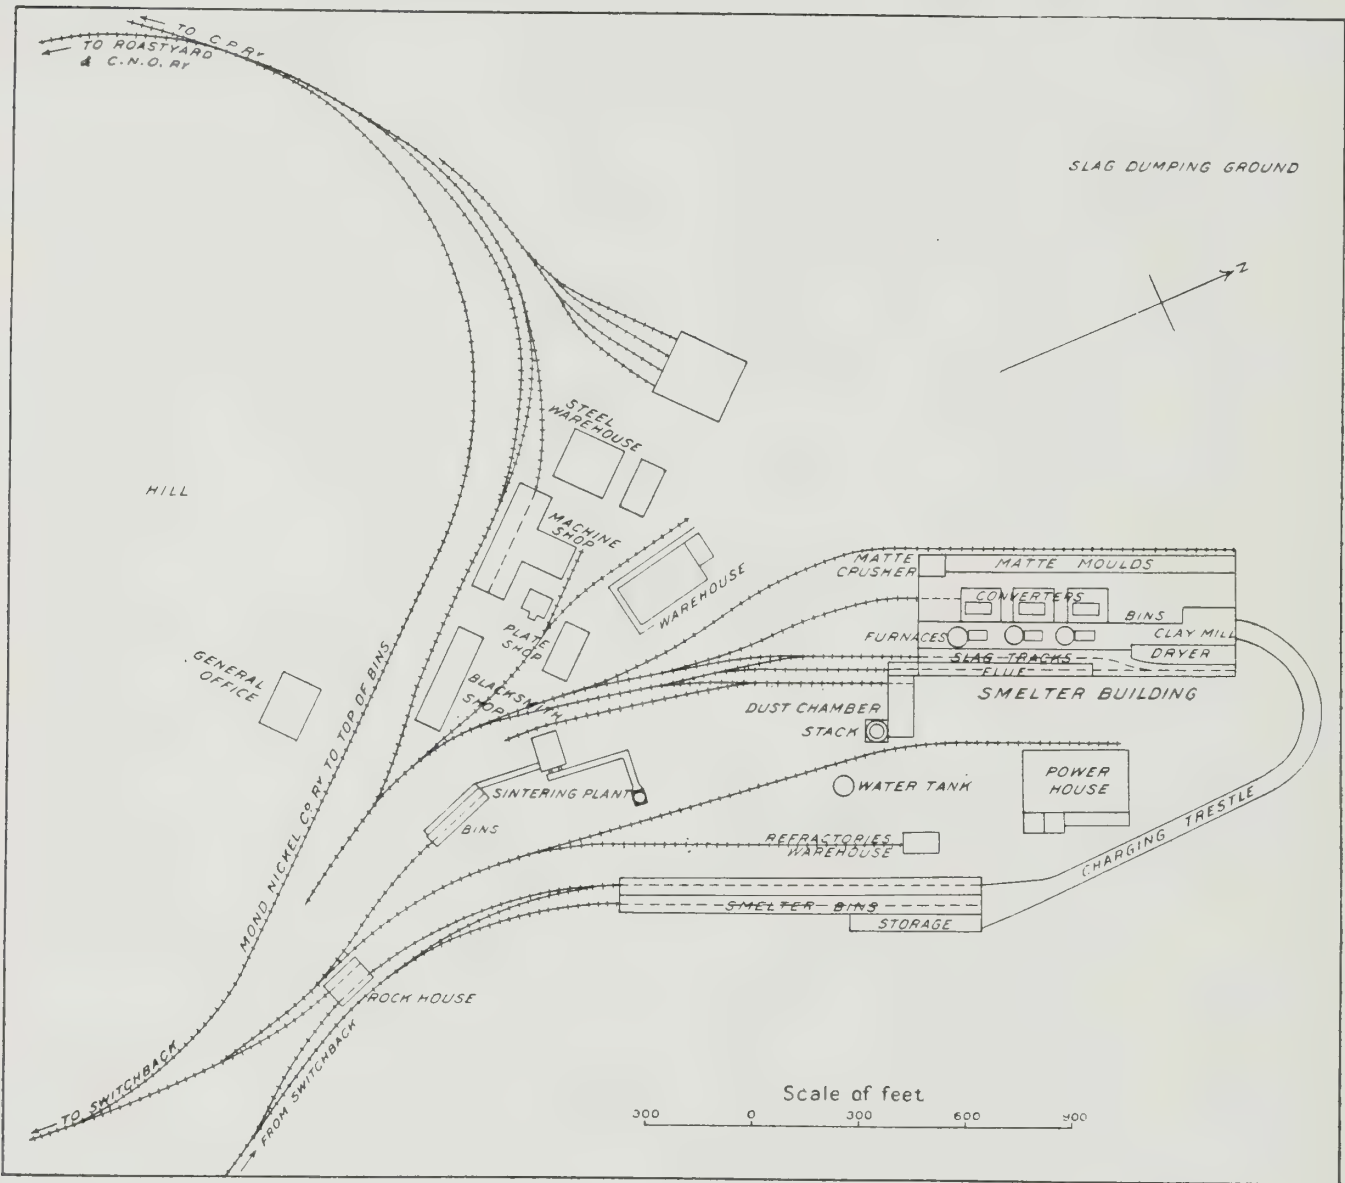 TO C.P.Ry
TO ROASTYARD
& C.N.O. RY
SLAG DUMPING GROUND
N
HILL
STEEL
WAREHOUSE
MACHINE
SHOP
WAREHOUSE
PLATE
SHOP
BLACKSMITH
SHOP
GENERAL
OFFICE
MOND NICKEL Co RY TO TOP OF BINS
MATTE
CRUSHER
MATTE MOULDS
CONVERTERS
BINS
FURNACES
CLAY MILL
DRYER
SLAG TRACKS
FLUE
SMELTER BUILDING
DUST CHAMBER
STACK
WATER TANK
POWER
HOUSE
SINTERING PLANT
BINS
REFRACTORIES
WAREHOUSE
CHARGING TRESTLE
SMELTER BINS
STORAGE
ROCK HOUSE
TO SWITCHBACK
FROM SWITCHBACK
Scale of feet
300 0 300 600 900